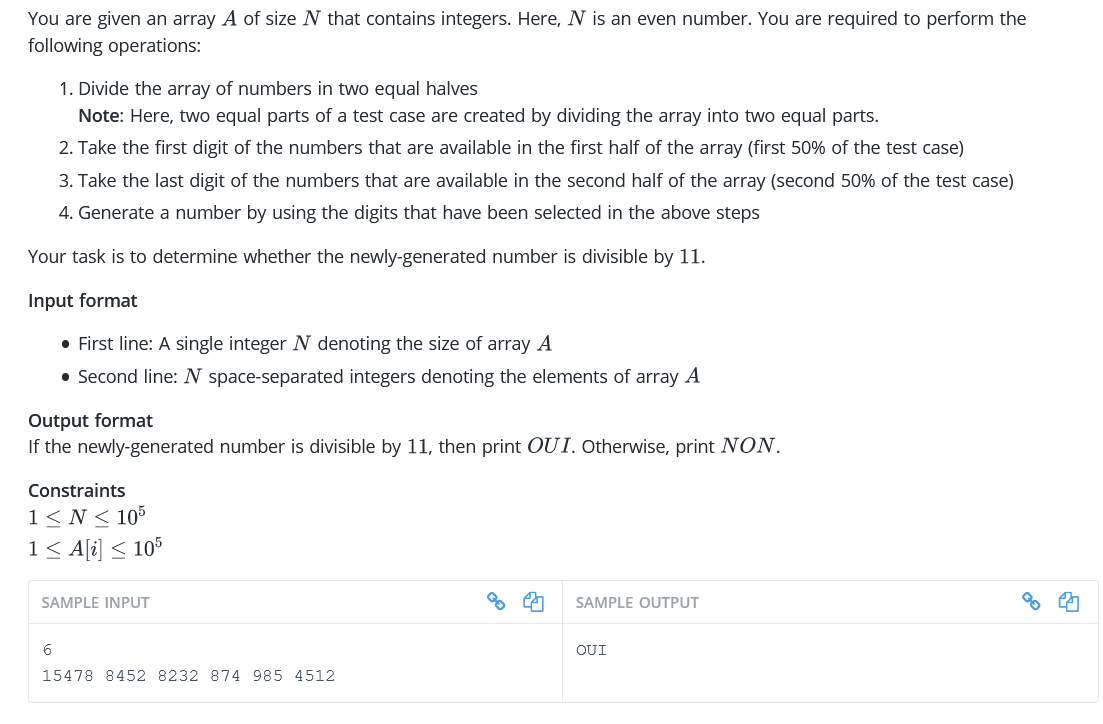 You are given an array A of size N that contains integers. Here, N is an even number. You are required to perform the
following operations:
1. Divide the array of numbers in two equal halves
Note: Here, two equal parts of a test case are created by dividing the array into two equal parts.
2. Take the first digit of the numbers that are available in the first half of the array (first 50% of the test case)
3. Take the last digit of the numbers that are available in the second half of the array (second 50% of the test case)
4. Generate a number by using the digits that have been selected in the above steps
Your task is to determine whether the newly-generated number is divisible by 11.
Input format
• First line: A single integer N denoting the size of array A
• Second line: N space-separated integers denoting the elements of array A
Output format
If the newly-generated number is divisible by 11, then print OUI. Otherwise, print NON.
Constraints
1 ≤ N ≤ 10⁵
1 ≤ A[i] ≤ 10⁵
SAMPLE INPUT
6
15478 8452 8232 874 985 4512
SAMPLE OUTPUT
OUI